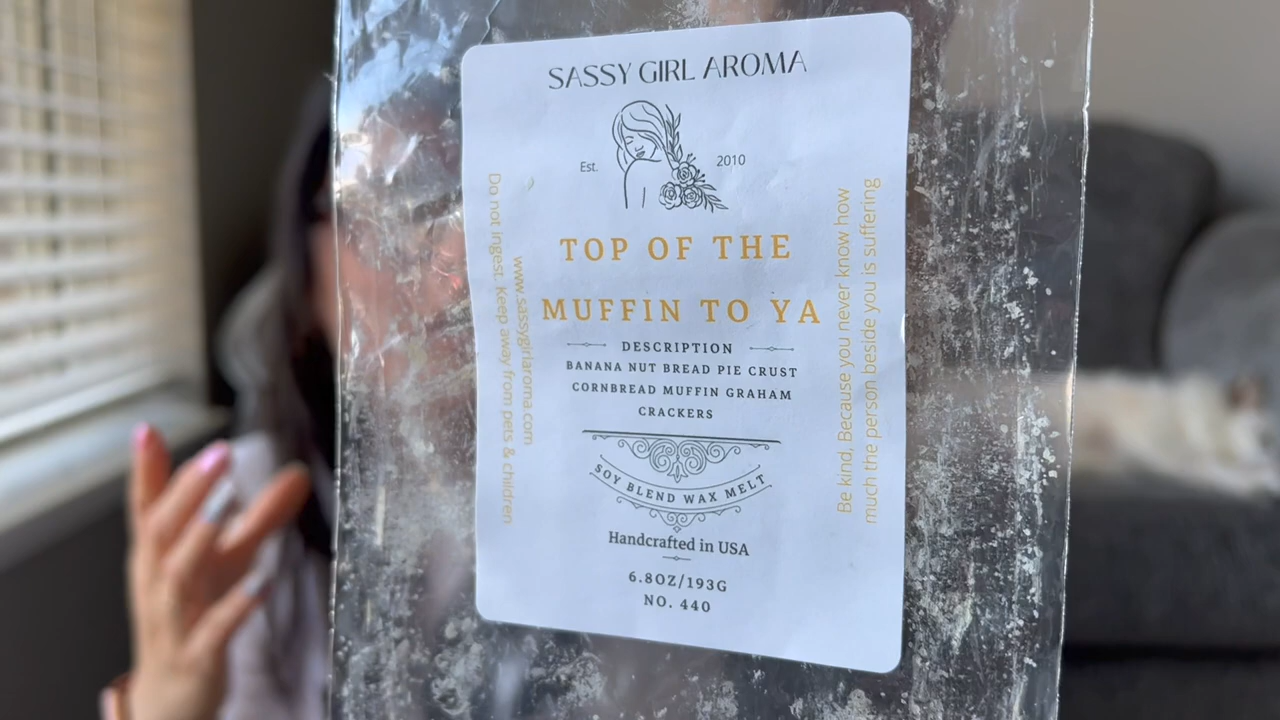 SASSY GIRL AROMA
Est.
2010
TOP OF THE
MUFFIN TO YA
DESCRIPTION
BANANA NUT BREAD PIE CRUST
CORNBREAD MUFFIN GRAHAM
CRACKERS
SOY BLEND WAX MELT
Handcrafted in USA
6.8OZ/193G
NO. 440
www.sassygirlaroma.com
Do not ingest. Keep away from pets & children
Be kind, Because you never know how
much the person beside you is suffering